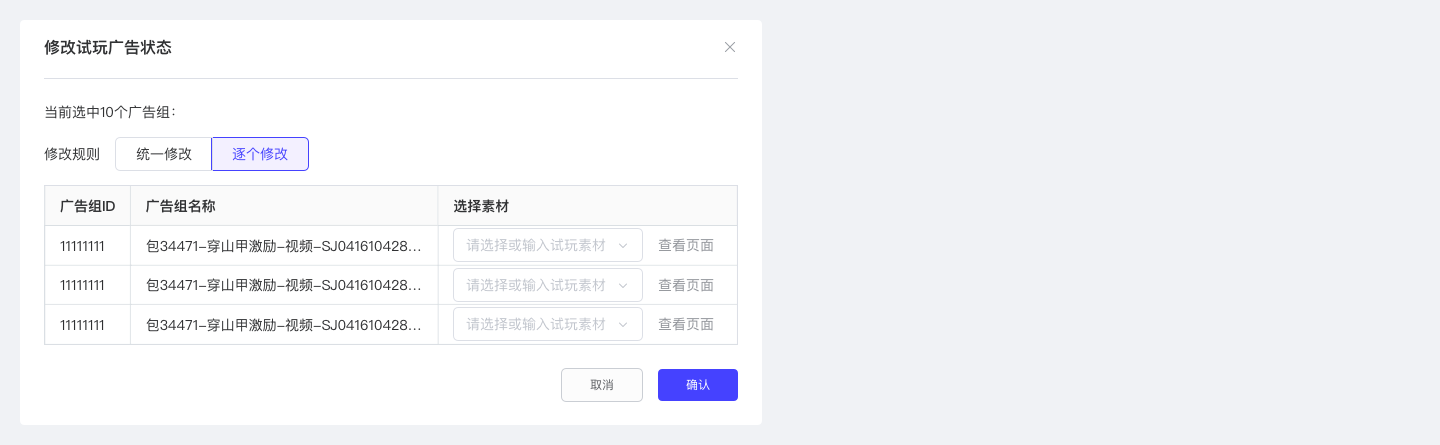 修改试玩广告状态
当前选中10个广告组：
修改规则 统一修改 逐个修改
广告组ID 广告组名称 选择素材
11111111 包34471-穿山甲激励-视频-SJ041610428... 请选择或输入试玩素材 查看页面
11111111 包34471-穿山甲激励-视频-SJ041610428... 请选择或输入试玩素材 查看页面
11111111 包34471-穿山甲激励-视频-SJ041610428... 请选择或输入试玩素材 查看页面
取消 确认